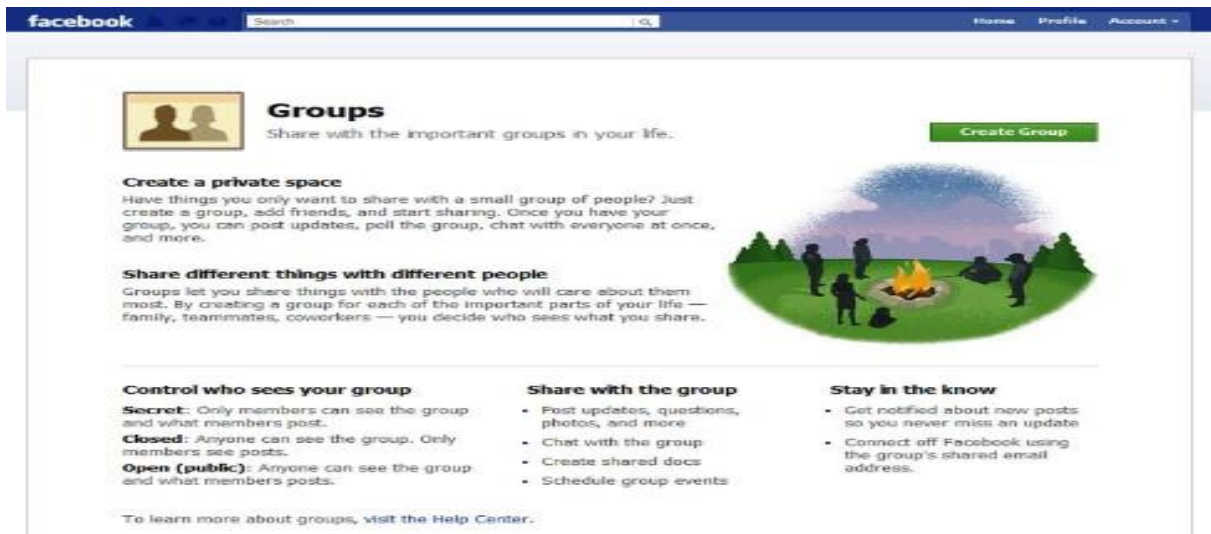 facebook
Search
Home Profile Account
Groups
Share with the important groups in your life.
Create Group
Create a private space
Have things you only want to share with a small group of people? Just
create a group, add friends, and start sharing. Once you have your
group, you can post updates, poll the group, chat with everyone at once,
and more.
Share different things with different people
Groups let you share things with the people who will care about them
most. By creating a group for each of the important parts of your life —
family, teammates, coworkers — you decide who sees what you share.
Control who sees your group
Secret: Only members can see the group
and what members post.
Closed: Anyone can see the group. Only
members see posts.
Open (public): Anyone can see the group
and what members posts.
Share with the group
• Post updates, questions,
photos, and more
• Chat with the group
• Create shared docs
• Schedule group events
Stay in the know
• Get notified about new posts
so you never miss an update
• Connect off Facebook using
the group's shared email
address.
To learn more about groups, visit the Help Center.